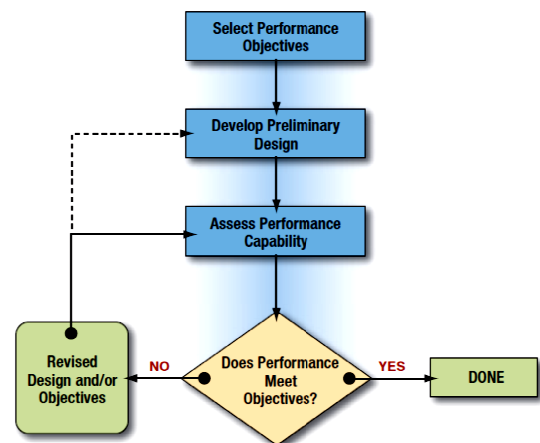 Select Performance
Objectives
Develop Preliminary
Design
Assess Performance
Capability
Does Performance
Meet
Objectives?
NO
YES
Revised
Design and/or
Objectives
DONE